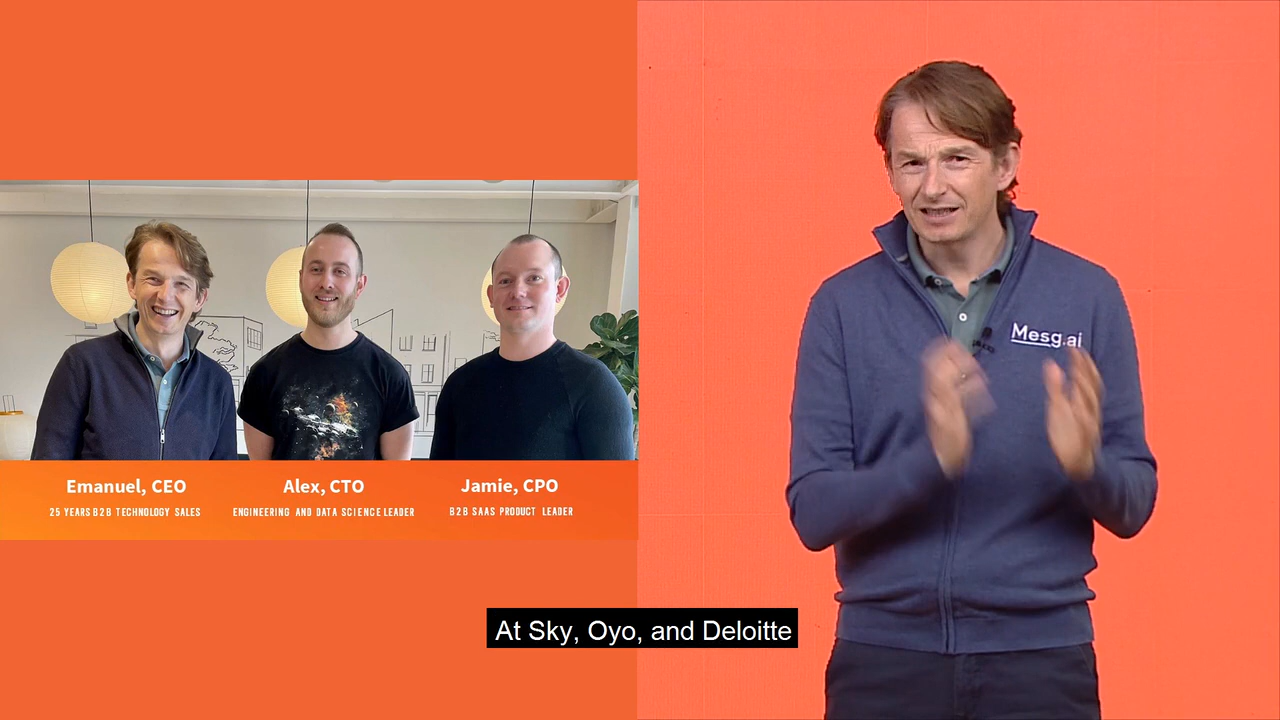 Emanuel, CEO
25 YEARS B2B TECHNOLOGY SALES
Alex, CTO
ENGINEERING AND DATA SCIENCE LEADER
Jamie, CPO
B2B SAAS PRODUCT LEADER
Mesg.ai
At Sky, Oyo, and Deloitte